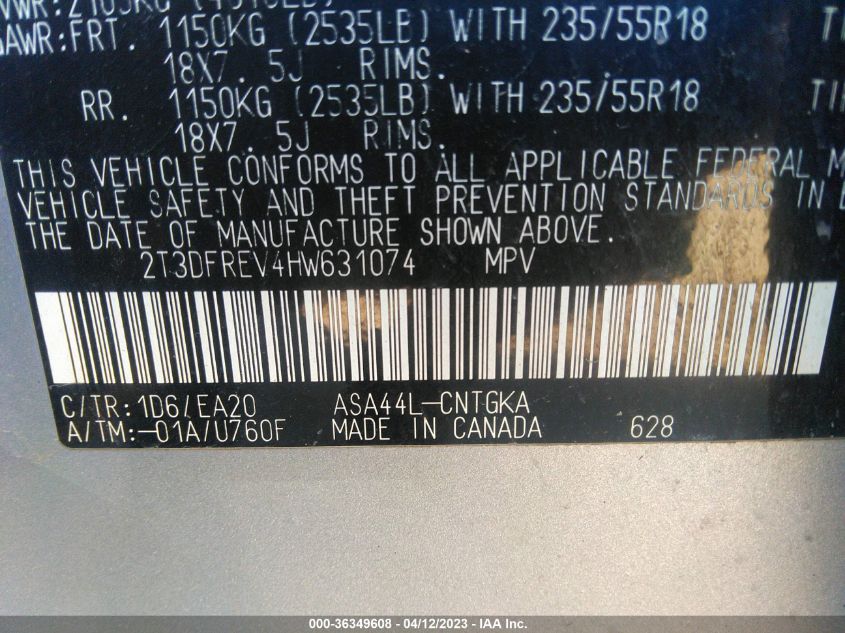 GAWR:FRT. 1150KG (2535LB) WITH 235/55R18
18X7.5J RIMS.
RR. 1150KG (2535LB) WITH 235/55R18
18X7.5J RIMS.
THIS VEHICLE CONFORMS TO ALL APPLICABLE FEDERAL M
VEHICLE SAFETY AND THEFT PREVENTION STANDARDS IN
THE DATE OF MANUFACTURE SHOWN ABOVE.
2T3DFREV4HW631074 MPV
C/TR:1D6/EA20 ASA44L-CNTGKA
A/TM:-01A/U760F MADE IN CANADA 628
000-36349608 - 04/12/2023 - IAA Inc.